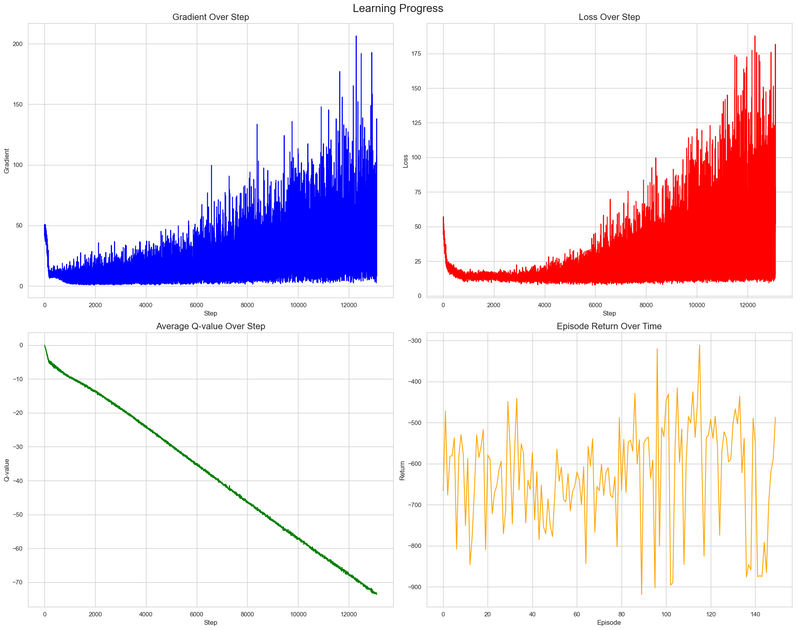 Learning Progress
Gradient Over Step
Loss Over Step
Gradient
200
150
100
50
0
0 2000 4000 6000 8000 10000 12000
Step
Loss
175
150
125
100
75
50
25
0
0 2000 4000 6000 8000 10000 12000
Step
Average Q-value Over Step
Episode Return Over Time
Q-value
0
−10
−20
−30
−40
−50
−60
−70
0 2000 4000 6000 8000 10000 12000
Step
Return
−300
−400
−500
−600
−700
−800
−900
0 20 40 60 80 100 120 140
Episode